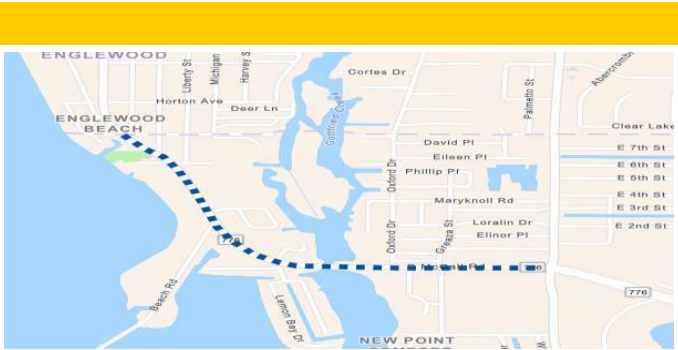 ENGLEWOOD
Liberty St
Michigan
Harvey S
Cortes Dr
Palmetto St
Abercromb
Horton Ave
Deer Ln
ENGLEWOOD
BEACH
Gottfried Creek
Clear Lake
David Pl
Eileen Pl
Phillip Pl
Oxford Dr
E 7th St
E 6th St
E 5th St
Maryknoll Rd
E 4th St
E 3rd St
Loralin Dr
Elinor Pl
E 2nd St
Oxford Dr
Greaza St
776
Beach Rd
Lemon Bay Dr
776
W
NEW POINT
COMFORT